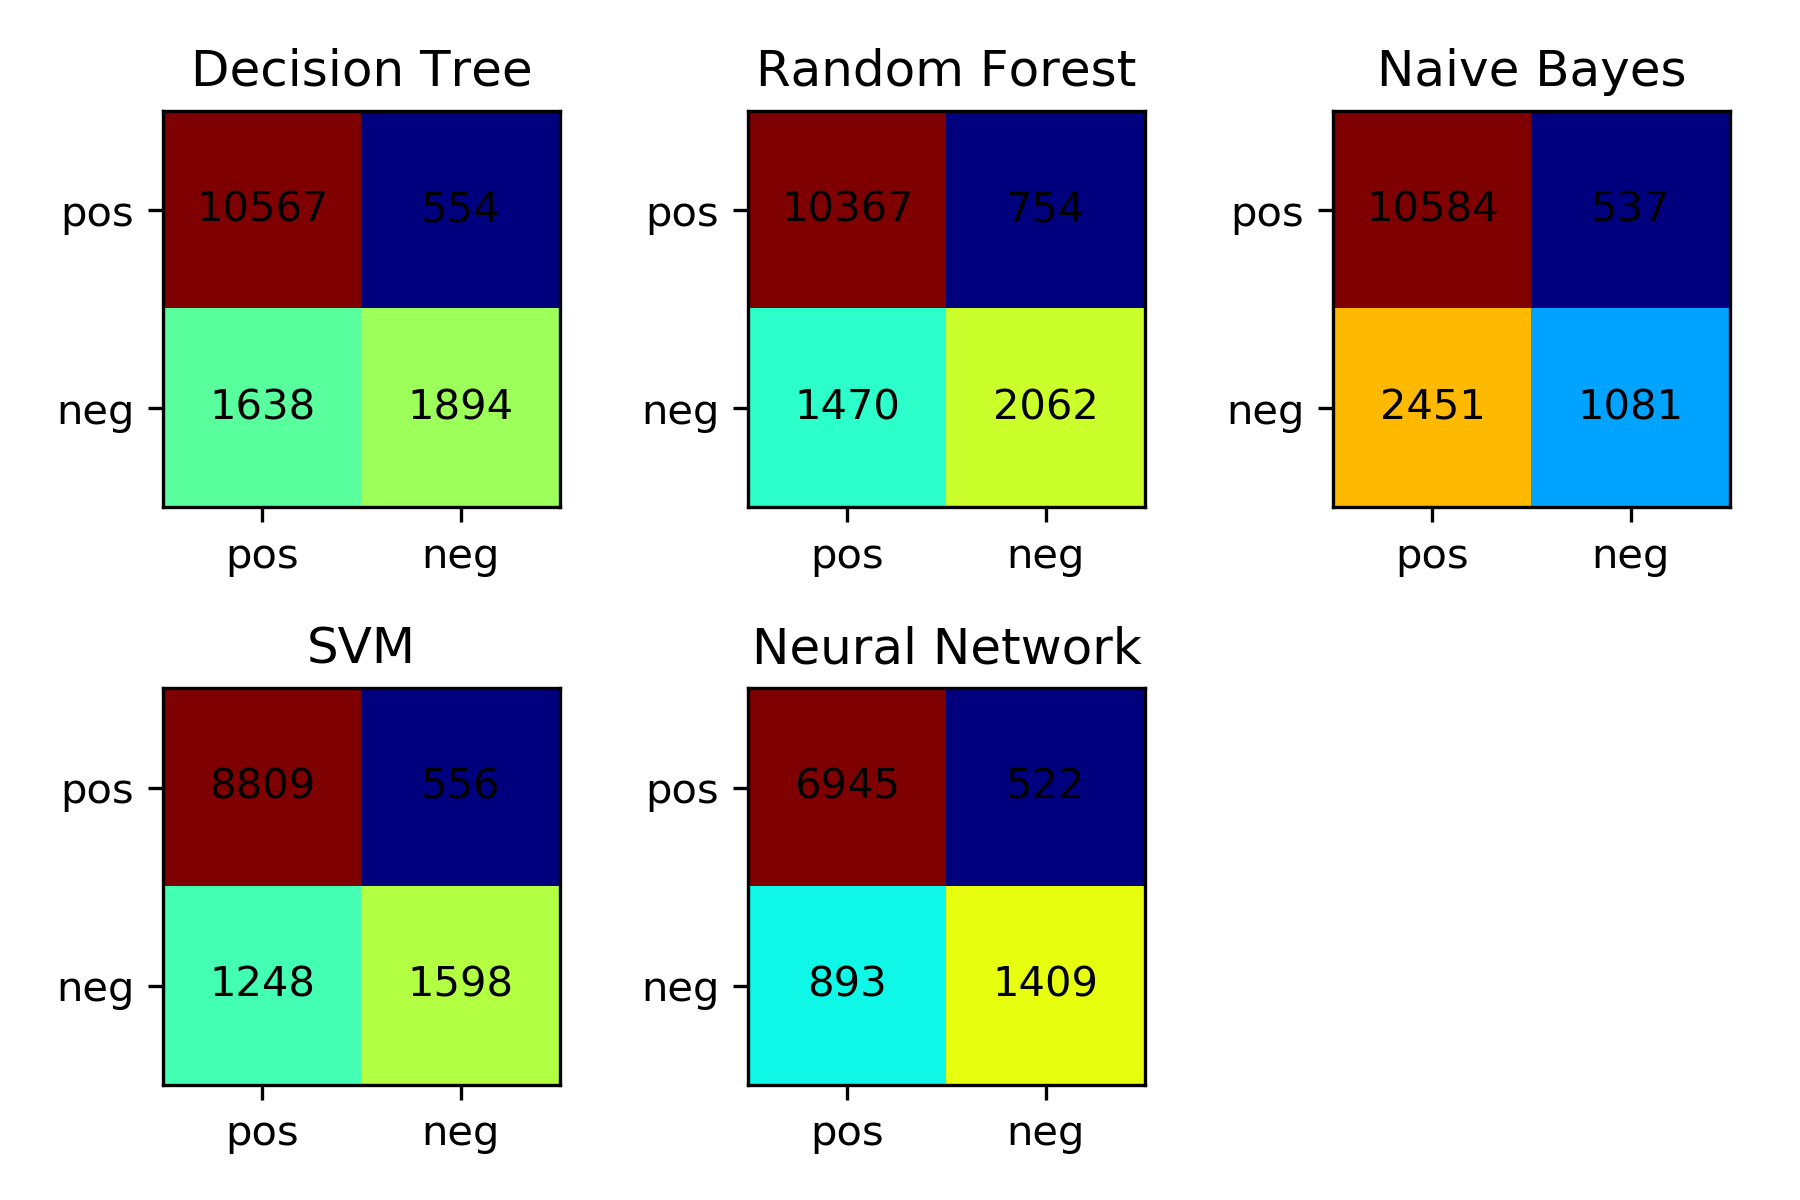 Decision Tree
pos 10567 554
neg 1638 1894
pos neg
Random Forest
pos 10367 754
neg 1470 2062
pos neg
Naive Bayes
pos 10584 537
neg 2451 1081
pos neg
SVM
pos 8809 556
neg 1248 1598
pos neg
Neural Network
pos 6945 522
neg 893 1409
pos neg